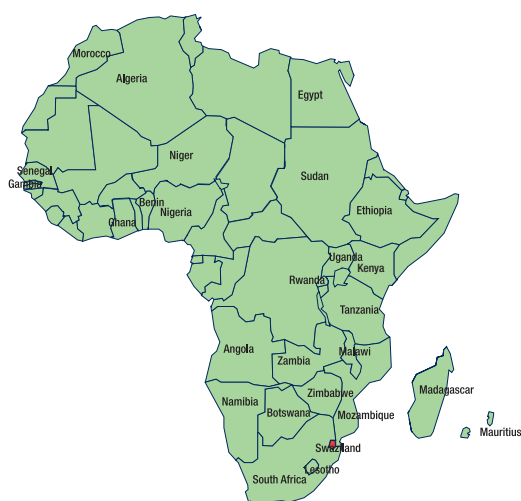 Morocco
Algeria
Egypt
Niger
Senegal
Gambia
Sudan
Benin
Nigeria
Ghana
Ethiopia
Uganda
Kenya
Rwanda
Tanzania
Angola
Malawi
Zambia
Madagascar
Zimbabwe
Namibia
Botswana
Mozambique
Mauritius
Swaziland
Lesotho
South Africa